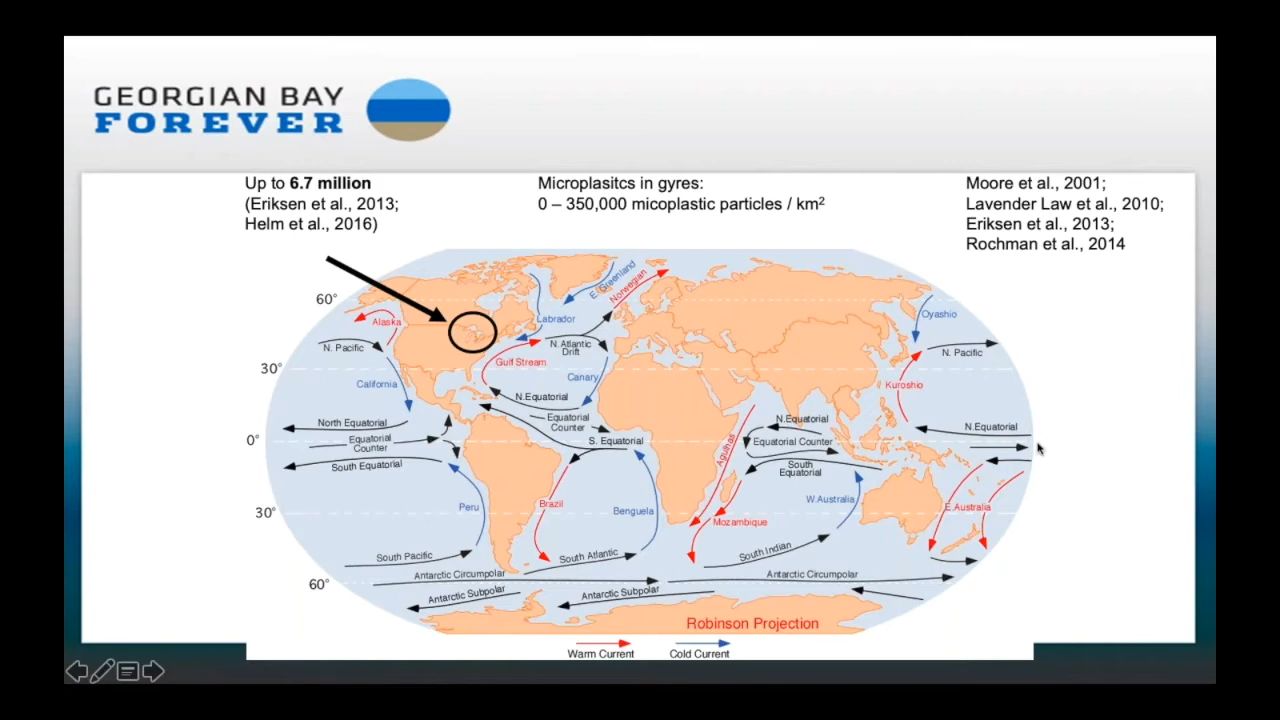 GEORGIAN BAY
FOREVER
Up to 6.7 million
(Eriksen et al., 2013;
Helm et al., 2016)
Microplasitcs in gyres:
0 – 350,000 micoplastic particles / km²
Moore et al., 2001;
Lavender Law et al., 2010;
Eriksen et al., 2013;
Rochman et al., 2014
E. Greenland
Norwegian
60°
Alaska
Labrador
Oyashio
N. Pacific
N. Atlantic
Drift
N. Pacific
30°
Gulf Stream
California
Canary
Kuroshio
N.Equatorial
North Equatorial
Equatorial
Counter
N.Equatorial
N.Equatorial
0°
Equatorial
Counter
S. Equatorial
Equatorial Counter
Agulhas
South Equatorial
South
Equatorial
30°
Peru
Brazil
Benguela
W.Australia
E.Australia
Mozambique
South Pacific
South Atlantic
South Indian
60°
Antarctic Circumpolar
Antarctic Circumpolar
Antarctic Subpolar
Antarctic Subpolar
Robinson Projection
Warm Current
Cold Current